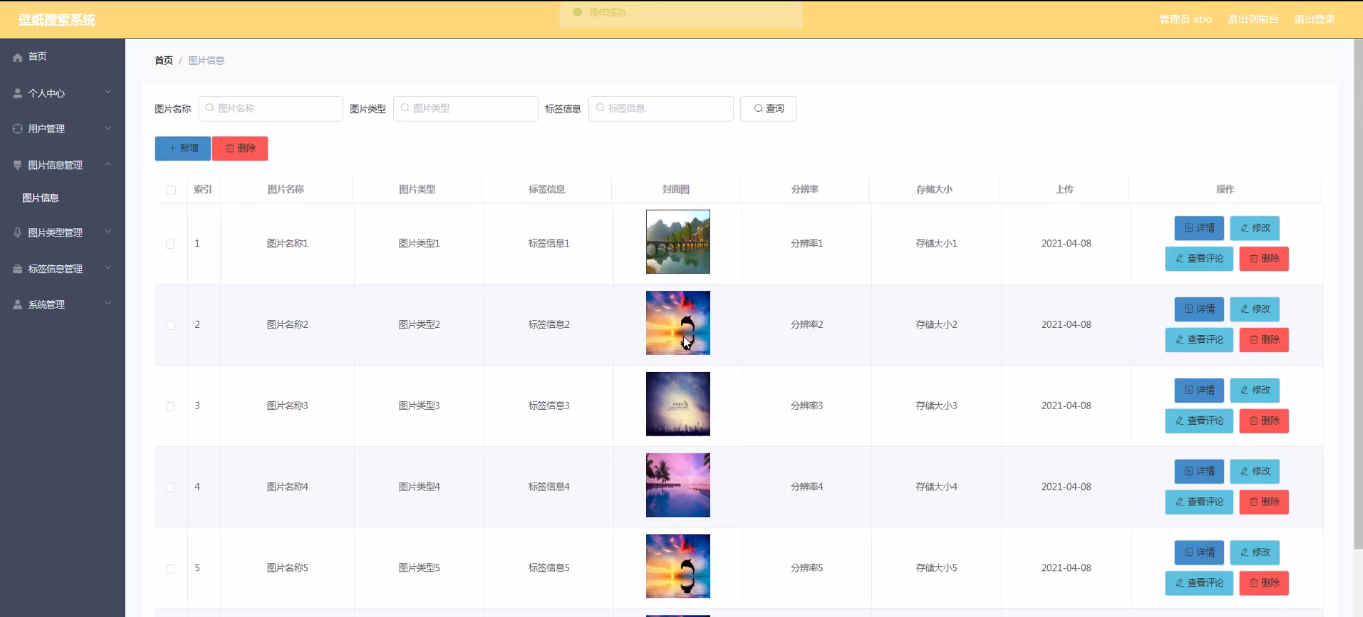 壁纸搜索系统
操作成功
管理员 abo 退出到前台 退出登录
首页
个人中心
用户管理
图片信息管理
图片信息
图片类型管理
标签信息管理
系统管理
首页 / 图片信息
图片名称 图片名称 图片类型 图片类型 标签信息 标签信息 查询
新增 删除
索引 图片名称 图片类型 标签信息 封面图 分辨率 存储大小 上传 操作
1 图片名称1 图片类型1 标签信息1 分辨率1 存储大小1 2021-04-08 详情 修改
查看评论 删除
2 图片名称2 图片类型2 标签信息2 分辨率2 存储大小2 2021-04-08 详情 修改
查看评论 删除
3 图片名称3 图片类型3 标签信息3 分辨率3 存储大小3 2021-04-08 详情 修改
查看评论 删除
4 图片名称4 图片类型4 标签信息4 分辨率4 存储大小4 2021-04-08 详情 修改
查看评论 删除
5 图片名称5 图片类型5 标签信息5 分辨率5 存储大小5 2021-04-08 详情 修改
查看评论 删除